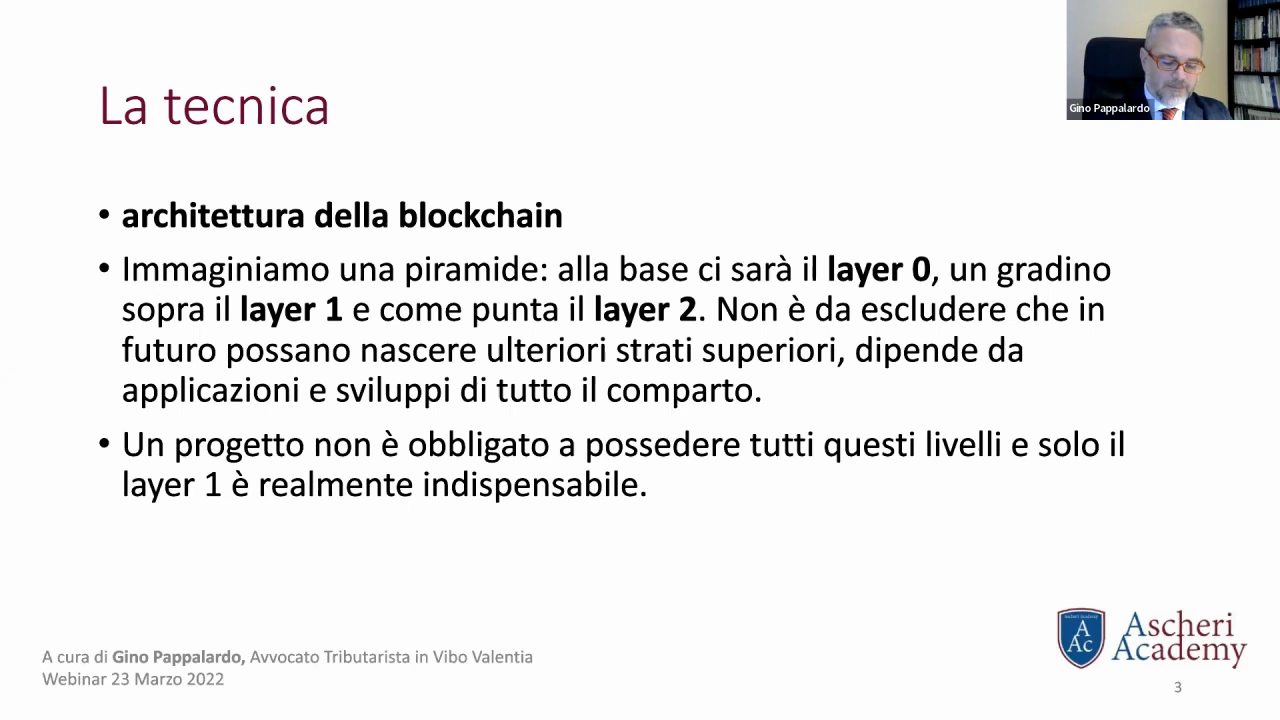 La tecnica
Gino Pappalardo
• architettura della blockchain
• Immaginiamo una piramide: alla base ci sarà il layer 0, un gradino
sopra il layer 1 e come punta il layer 2. Non è da escludere che in
futuro possano nascere ulteriori strati superiori, dipende da
applicazioni e sviluppi di tutto il comparto.
• Un progetto non è obbligato a possedere tutti questi livelli e solo il
layer 1 è realmente indispensabile.
A cura di Gino Pappalardo, Avvocato Tributarista in Vibo Valentia
Webinar 23 Marzo 2022
Ascheri Academy
A
Ac
Ascheri
Academy
3